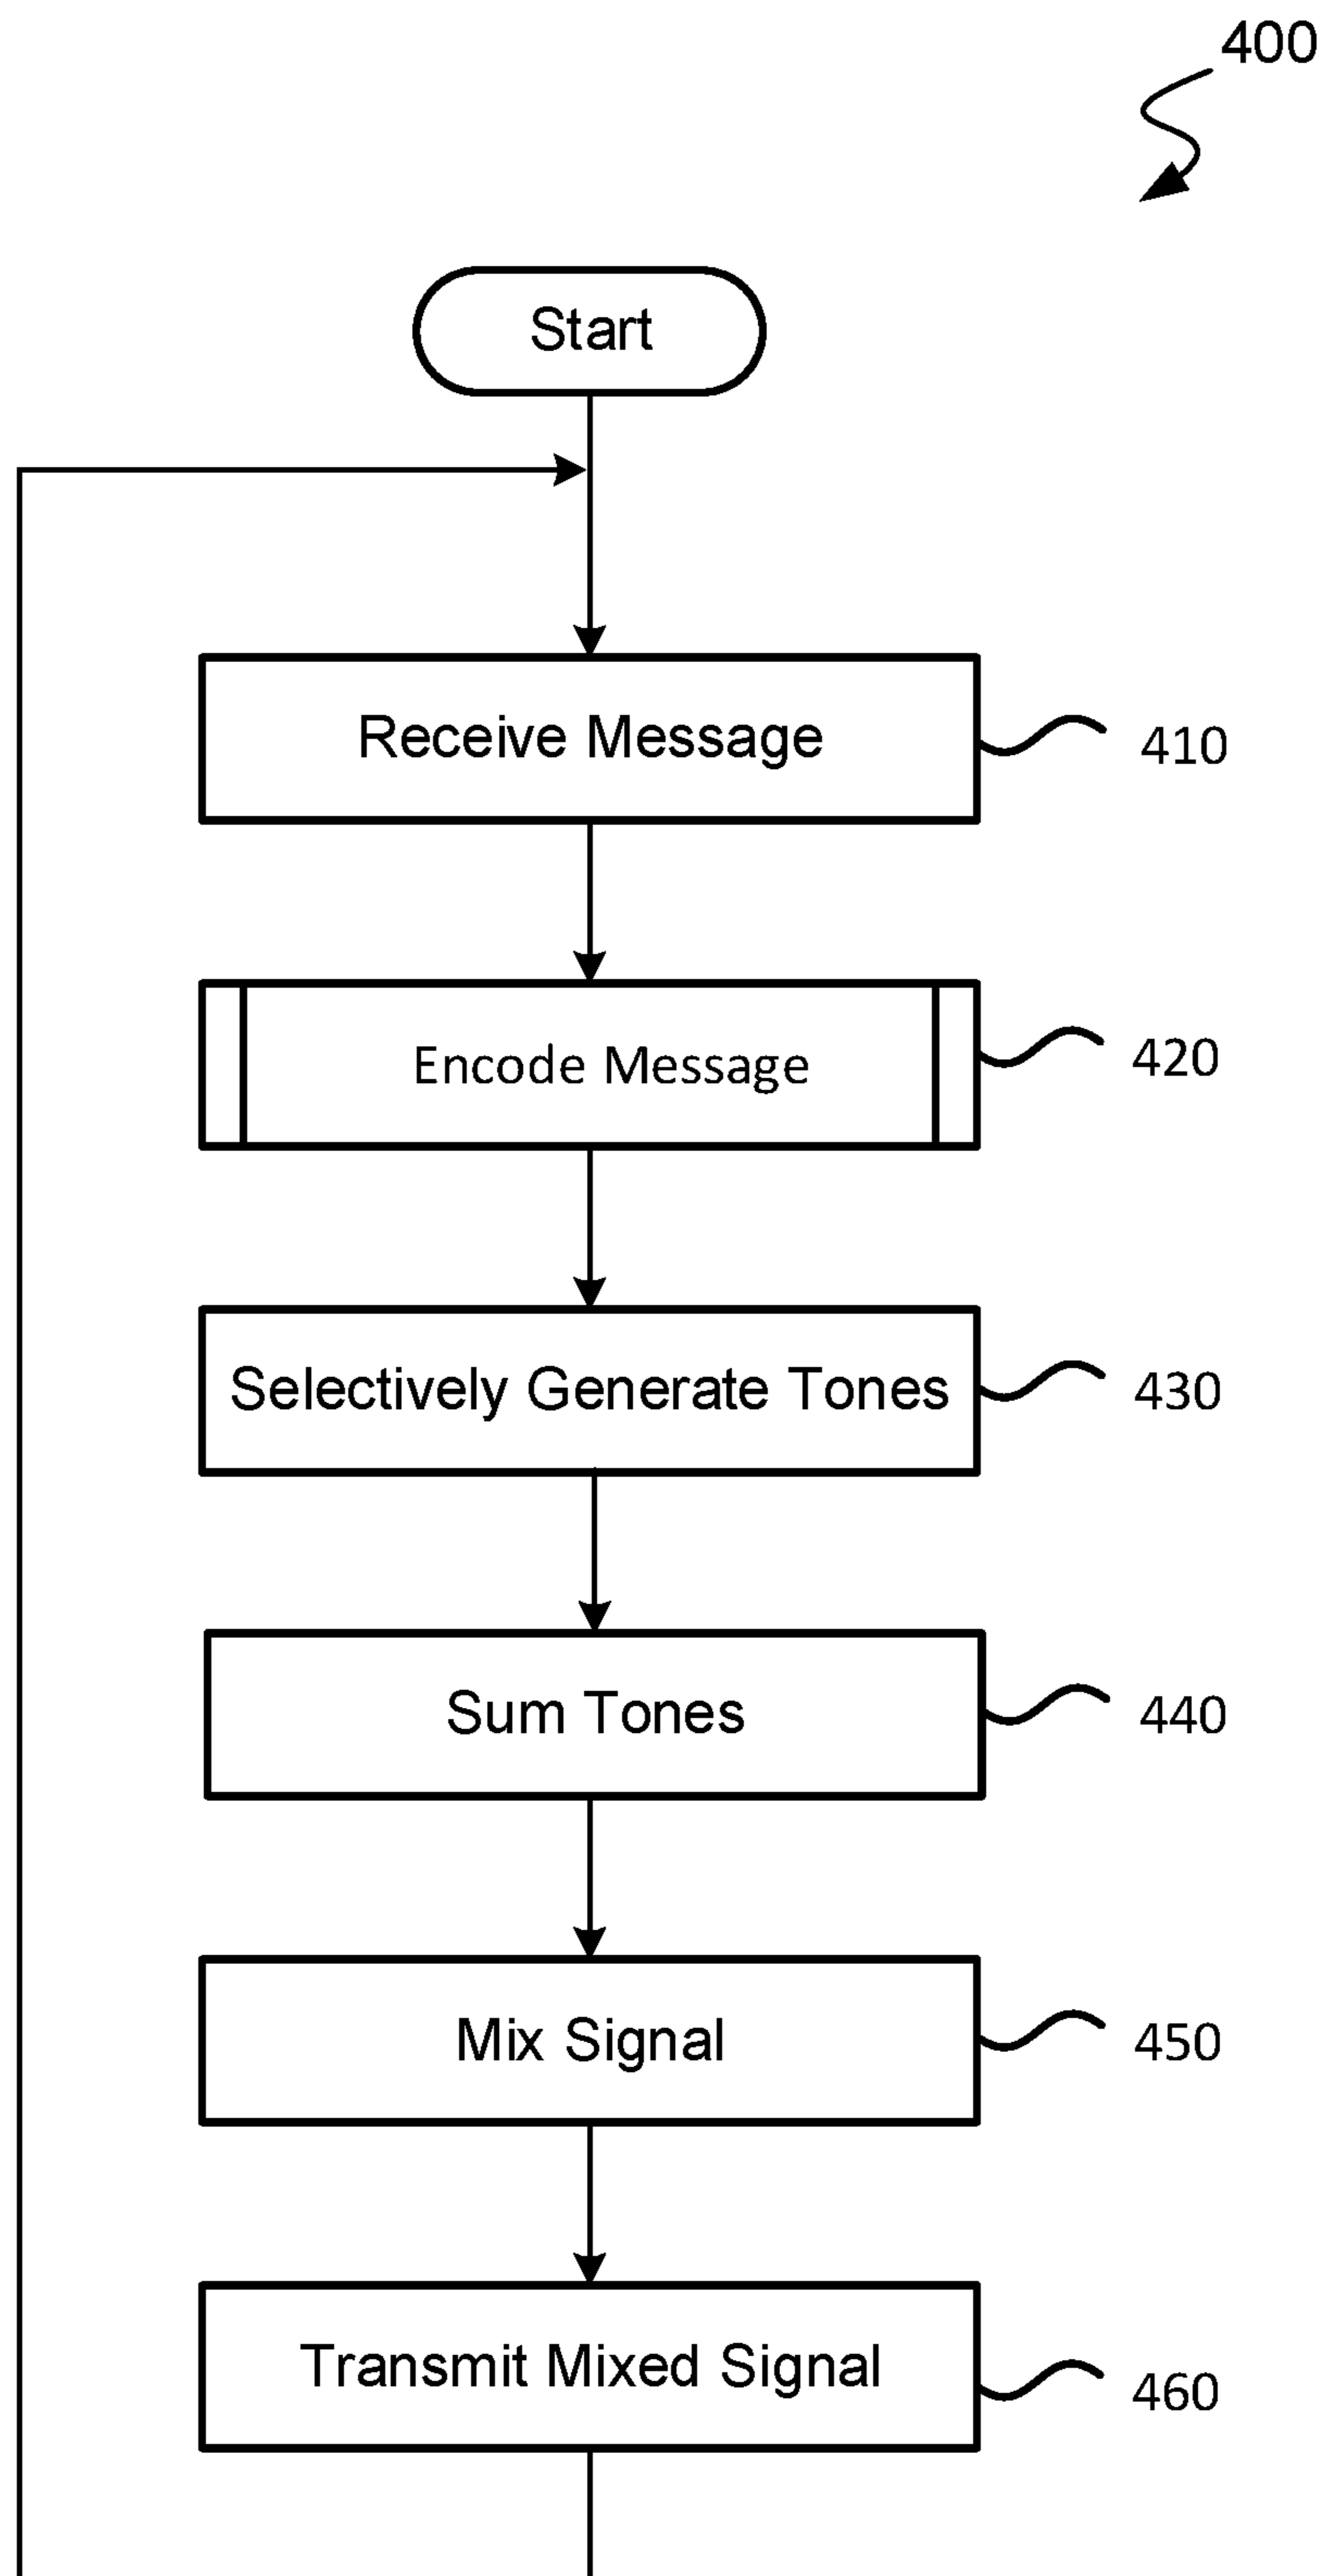 400
Start
Receive Message
410
Encode Message
420
Selectively Generate Tones
430
Sum Tones
440
Mix Signal
450
Transmit Mixed Signal
460